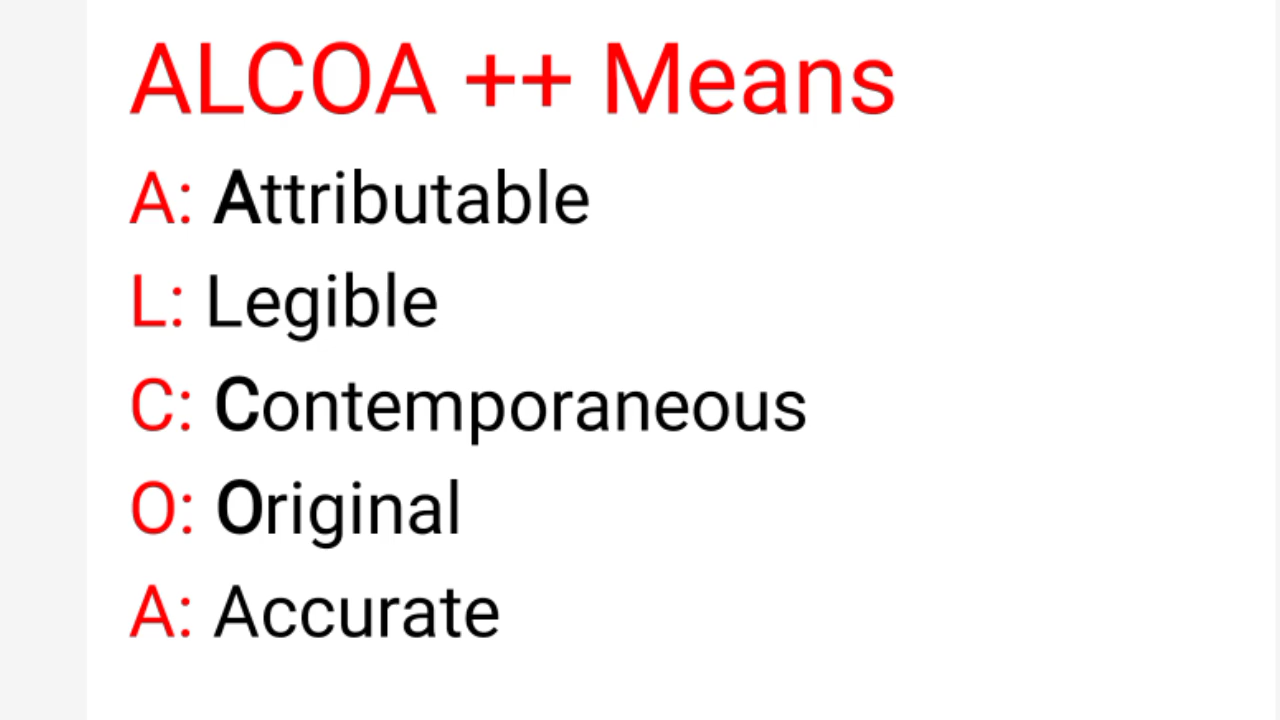 ALCOA ++ Means
A: Attributable
L: Legible
C: Contemporaneous
O: Original
A: Accurate